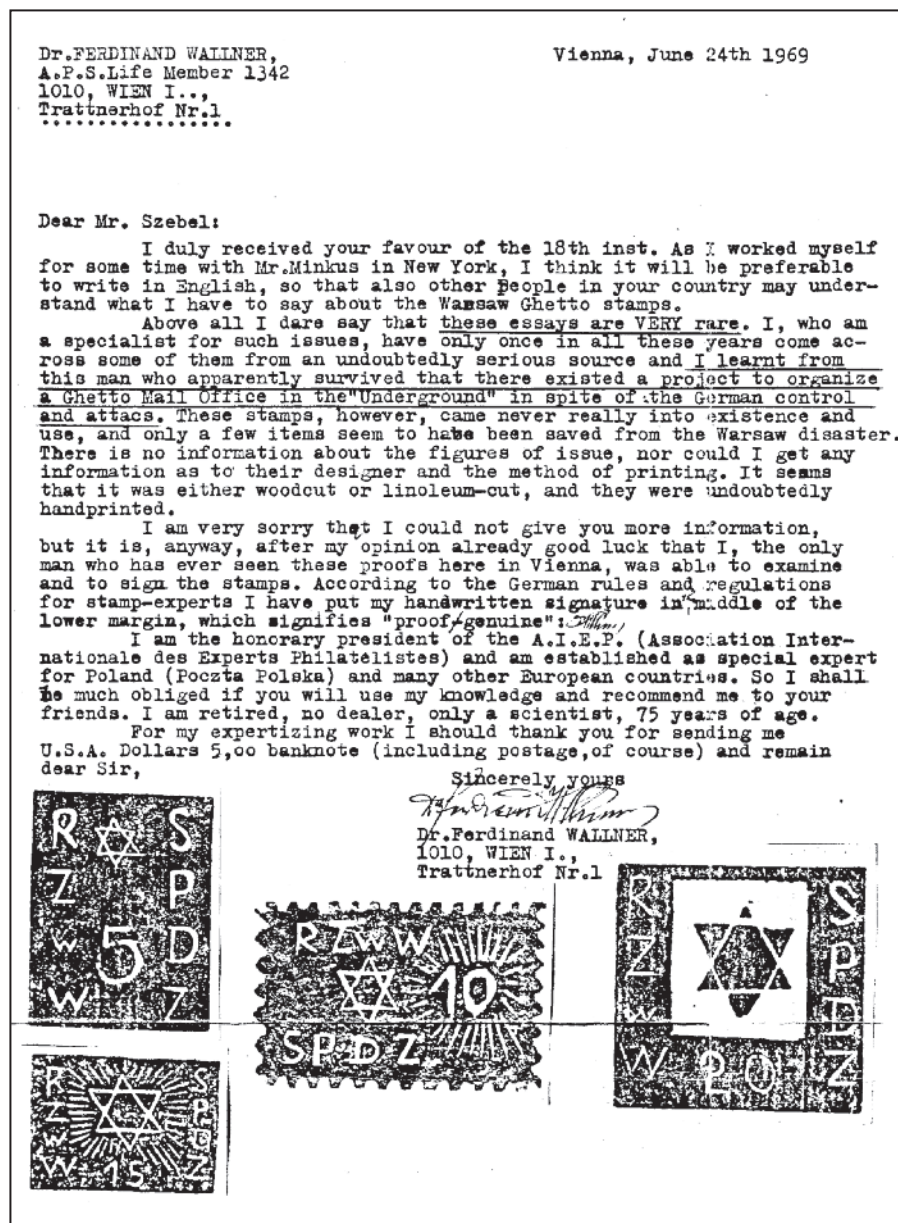 Dr.FERDINAND WALLNER,
A.P.S.Life Member 1342
1010, WIEN I..,
Trattnerhof Nr.1
Vienna, June 24th 1969
Dear Mr. Szebel:
I duly received your favour of the 18th inst. As I worked myself
for some time with Mr.Minkus in New York, I think it will be preferable
to write in English, so that also other people in your country may under-
stand what I have to say about the Warsaw Ghetto stamps.
Above all I dare say that these essays are VERY rare. I, who am
a specialist for such issues, have only once in all these years come ac-
ross some of them from an undoubtedly serious source and I learnt from
this man who apparently survived that there existed a project to organize
a Ghetto Mail Office in the"Underground" in spite of the German control
and attacs. These stamps, however, came never really into existence and
use, and only a few items seem to have been saved from the Warsaw disaster.
There is no information about the figures of issue, nor could I get any
information as to their designer and the method of printing. It seams
that it was either woodcut or linoleum-cut, and they were undoubtedly
handprinted.
I am very sorry that I could not give you more information,
but it is, anyway, after my opinion already good luck that I, the only
man who has ever seen these proofs here in Vienna, was able to examine
and to sign the stamps. According to the German rules and regulations
for stamp-experts I have put my handwritten signature in middle of the
lower margin, which signifies "proof genuine":
I am the honorary president of the A.I.E.P. (Association Inter-
nationale des Experts Philatélistes) and am established as special expert
for Poland (Poczta Polska) and many other European countries. So I shall
be much obliged if you will use my knowledge and recommend me to your
friends. I am retired, no dealer, only a scientist, 75 years of age.
For my expertizing work I should thank you for sending me
U.S.A. Dollars 5,oo banknote (including postage,of course) and remain
dear Sir,
Sincerely yours
Dr.Ferdinand WALLNER,
1010, WIEN I.,
Trattnerhof Nr.1
R S
Z P
W 5 D
W Z
RZWW
10
SPDZ
R S
Z P
W D
W 20 Z
R S
Z P
W D
W 15 Z